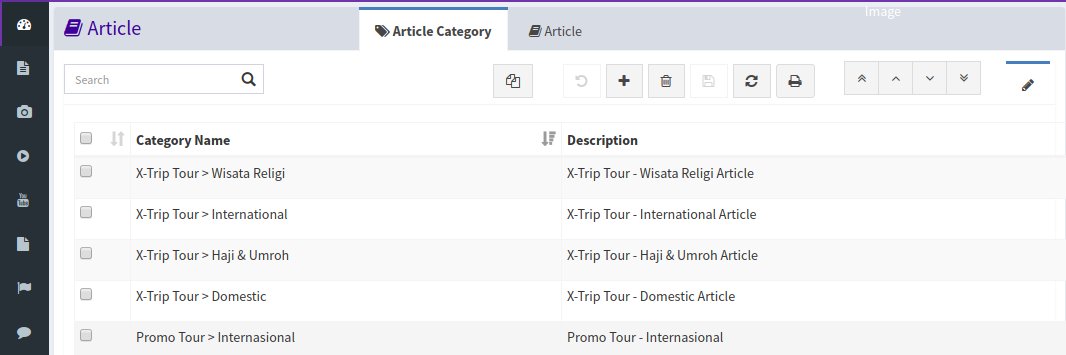 Image
Article
Article Category
Article
Search
Category Name
Description
X-Trip Tour > Wisata Religi
X-Trip Tour - Wisata Religi Article
X-Trip Tour > International
X-Trip Tour - International Article
X-Trip Tour > Haji & Umroh
X-Trip Tour - Haji & Umroh Article
X-Trip Tour > Domestic
X-Trip Tour - Domestic Article
Promo Tour > Internasional
Promo Tour - Internasional
You
Tube